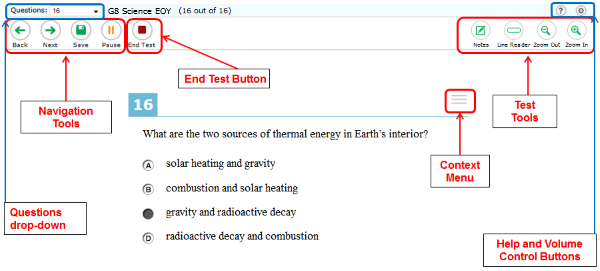 Questions: 16 G8 Science EOY (16 out of 16) ?
Back Next Save Pause End Test Notes Line Reader Zoom Out Zoom In
End Test Button
Navigation
Tools
Test
Tools
16
What are the two sources of thermal energy in Earth's interior?
A solar heating and gravity
B combustion and solar heating
gravity and radioactive decay
D radioactive decay and combustion
Context
Menu
Questions
drop-down
Help and Volume
Control Buttons